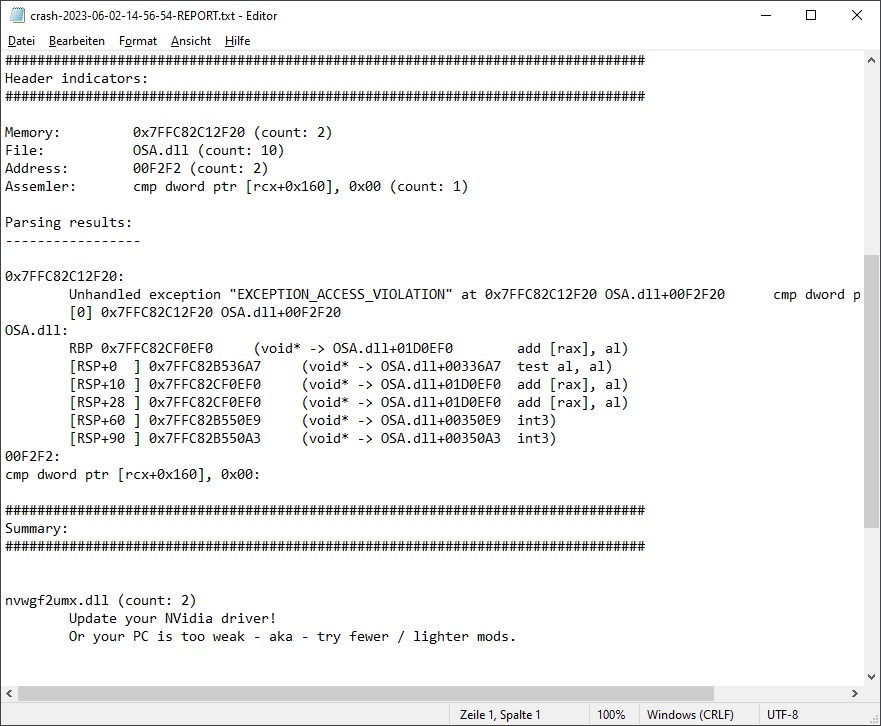 crash-2023-06-02-14-56-54-REPORT.txt - Editor
Datei Bearbeiten Format Ansicht Hilfe
################################################################################
Header indicators:
################################################################################
Memory: 0x7FFC82C12F20 (count: 2)
File: OSA.dll (count: 10)
Address: 00F2F2 (count: 2)
Assemler: cmp dword ptr [rcx+0x160], 0x00 (count: 1)
Parsing results:
-----------------
0x7FFC82C12F20:
Unhandled exception "EXCEPTION_ACCESS_VIOLATION" at 0x7FFC82C12F20 OSA.dll+00F2F20 cmp dword p
[0] 0x7FFC82C12F20 OSA.dll+00F2F20
OSA.dll:
RBP 0x7FFC82CF0EF0 (void* -> OSA.dll+01D0EF0 add [rax], al)
[RSP+0 ] 0x7FFC82B536A7 (void* -> OSA.dll+00336A7 test al, al)
[RSP+10 ] 0x7FFC82CF0EF0 (void* -> OSA.dll+01D0EF0 add [rax], al)
[RSP+28 ] 0x7FFC82CF0EF0 (void* -> OSA.dll+01D0EF0 add [rax], al)
[RSP+60 ] 0x7FFC82B550E9 (void* -> OSA.dll+00350E9 int3)
[RSP+90 ] 0x7FFC82B550A3 (void* -> OSA.dll+00350A3 int3)
00F2F2:
cmp dword ptr [rcx+0x160], 0x00:
################################################################################
Summary:
################################################################################
nvwgf2umx.dll (count: 2)
Update your NVidia driver!
Or your PC is too weak - aka - try fewer / lighter mods.
Zeile 1, Spalte 1 100% Windows (CRLF) UTF-8